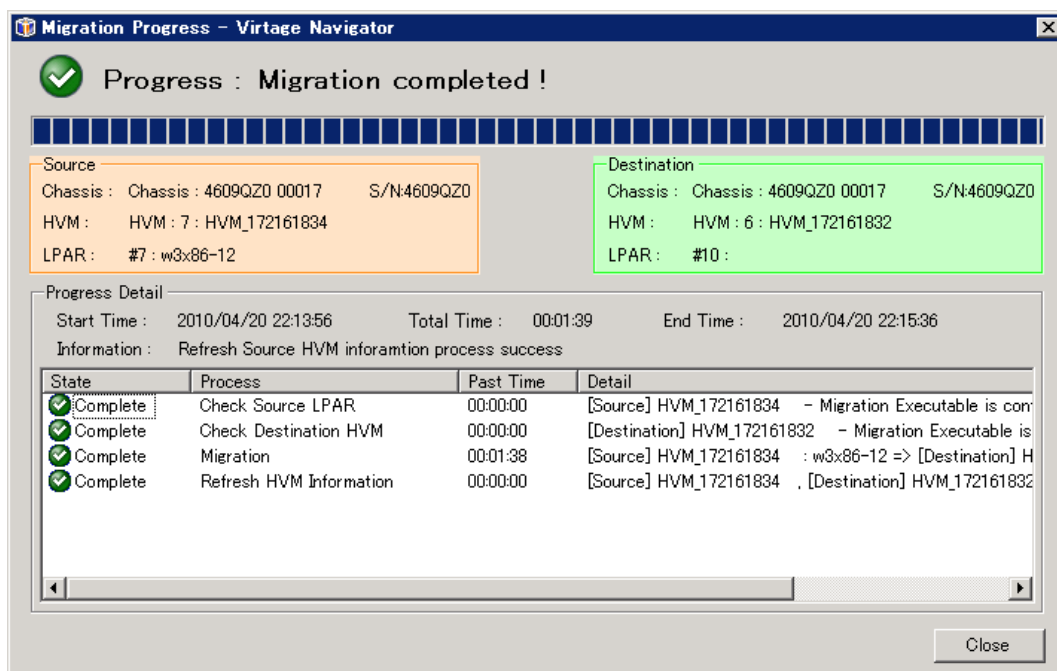 Migration Progress - Virtage Navigator
Progress : Migration completed !
Source
Chassis : Chassis : 4609QZ0 00017 S/N:4609QZ0
HVM : HVM : 7 : HVM_172161834
LPAR : #7 : w3x86-12
Destination
Chassis : Chassis : 4609QZ0 00017 S/N:4609QZ0
HVM : HVM : 6 : HVM_172161832
LPAR : #10 :
Progress Detail
Start Time : 2010/04/20 22:13:56 Total Time : 00:01:39 End Time : 2010/04/20 22:15:36
Information : Refresh Source HVM inforamtion process success
State Process Past Time Detail
Complete Check Source LPAR 00:00:00 [Source] HVM_172161834 - Migration Executable is con
Complete Check Destination HVM 00:00:00 [Destination] HVM_172161832 - Migration Executable is
Complete Migration 00:01:38 [Source] HVM_172161834 : w3x86-12 => [Destination] H
Complete Refresh HVM Information 00:00:00 [Source] HVM_172161834 , [Destination] HVM_172161832
Close